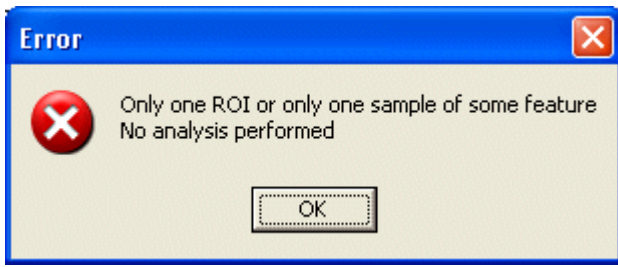 Error
Only one ROI or only one sample of some feature
No analysis performed
OK